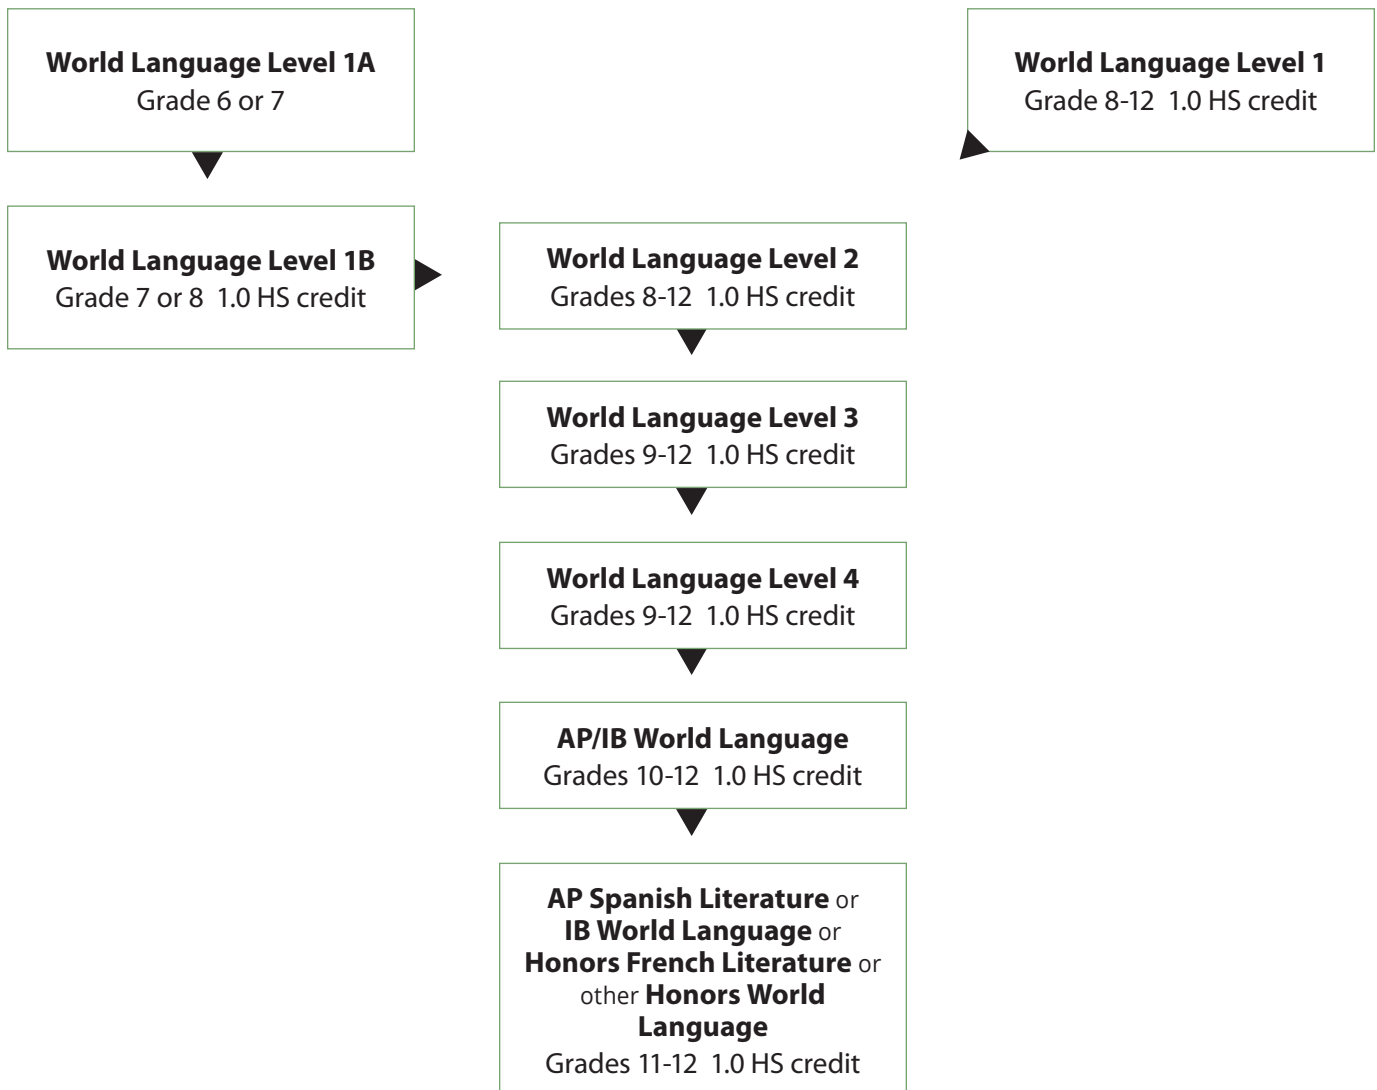 World Language Level 1A
Grade 6 or 7
World Language Level 1
Grade 8-12 1.0 HS credit
World Language Level 1B
Grade 7 or 8 1.0 HS credit
World Language Level 2
Grades 8-12 1.0 HS credit
World Language Level 3
Grades 9-12 1.0 HS credit
World Language Level 4
Grades 9-12 1.0 HS credit
AP/IB World Language
Grades 10-12 1.0 HS credit
AP Spanish Literature or
IB World Language or
Honors French Literature or
other Honors World
Language
Grades 11-12 1.0 HS credit